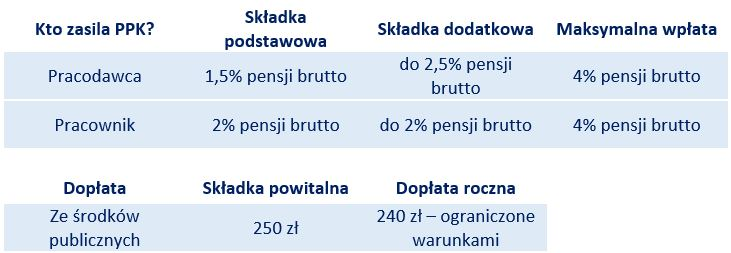 Kto zasila PPK? Składka podstawowa Składka dodatkowa Maksymalna wpłata
Pracodawca 1,5% pensji brutto do 2,5% pensji brutto 4% pensji brutto
Pracownik 2% pensji brutto do 2% pensji brutto 4% pensji brutto
Dopłata Składka powitalna Dopłata roczna
Ze środków publicznych 250 zł 240 zł – ograniczone warunkami